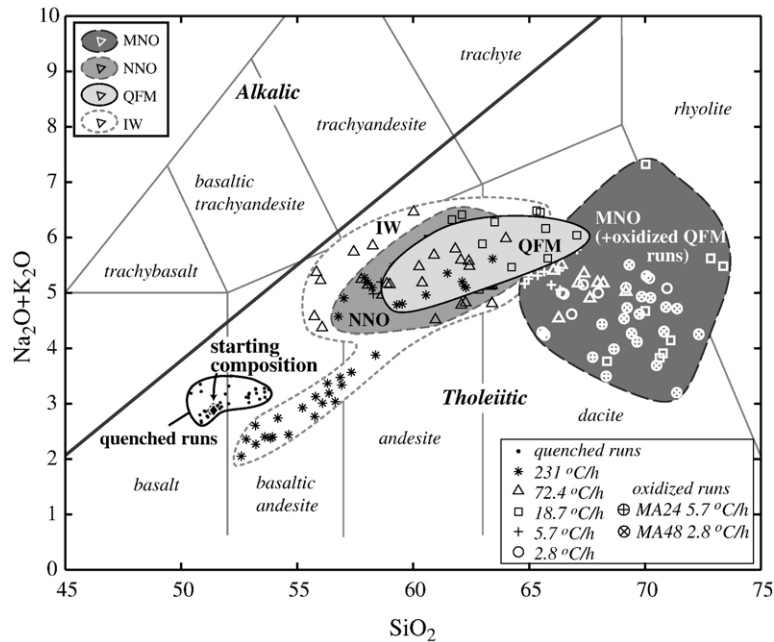 10
9
8
7
6
5
4
3
2
1
0
Na₂O+K₂O
MNO
NNO
QFM
IW
Alkalic
trachyte
rhyolite
trachyandesite
basaltic
trachyandesite
trachybasalt
IW
MNO
(+oxidized QFM
runs)
QFM
NNO
starting
composition
quenched runs
Tholeiitic
dacite
andesite
basalt
basaltic
andesite
quenched runs
231 °C/h
72.4 °C/h
18.7 °C/h
5.7 °C/h
2.8 °C/h
oxidized runs
MA24 5.7 °C/h
MA48 2.8 °C/h
45 50 55 60 65 70 75
SiO₂